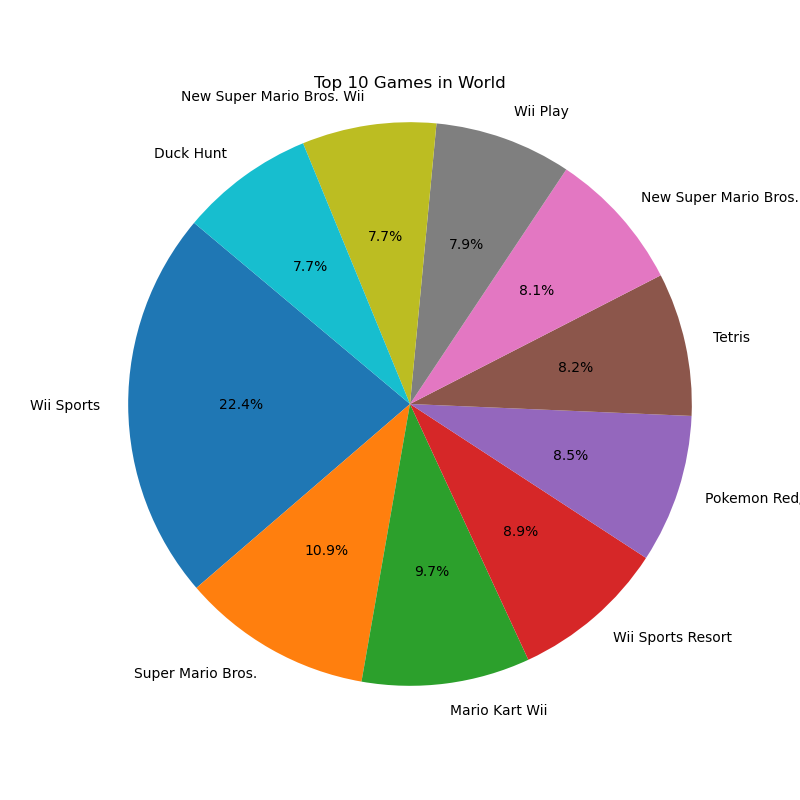 Top 10 Games in World
New Super Mario Bros. Wii
Wii Play
Duck Hunt
New Super Mario Bros.
7.7%
7.9%
7.7%
8.1%
Tetris
8.2%
Wii Sports
22.4%
8.5%
Pokemon Red
10.9%
8.9%
9.7%
Wii Sports Resort
Super Mario Bros.
Mario Kart Wii